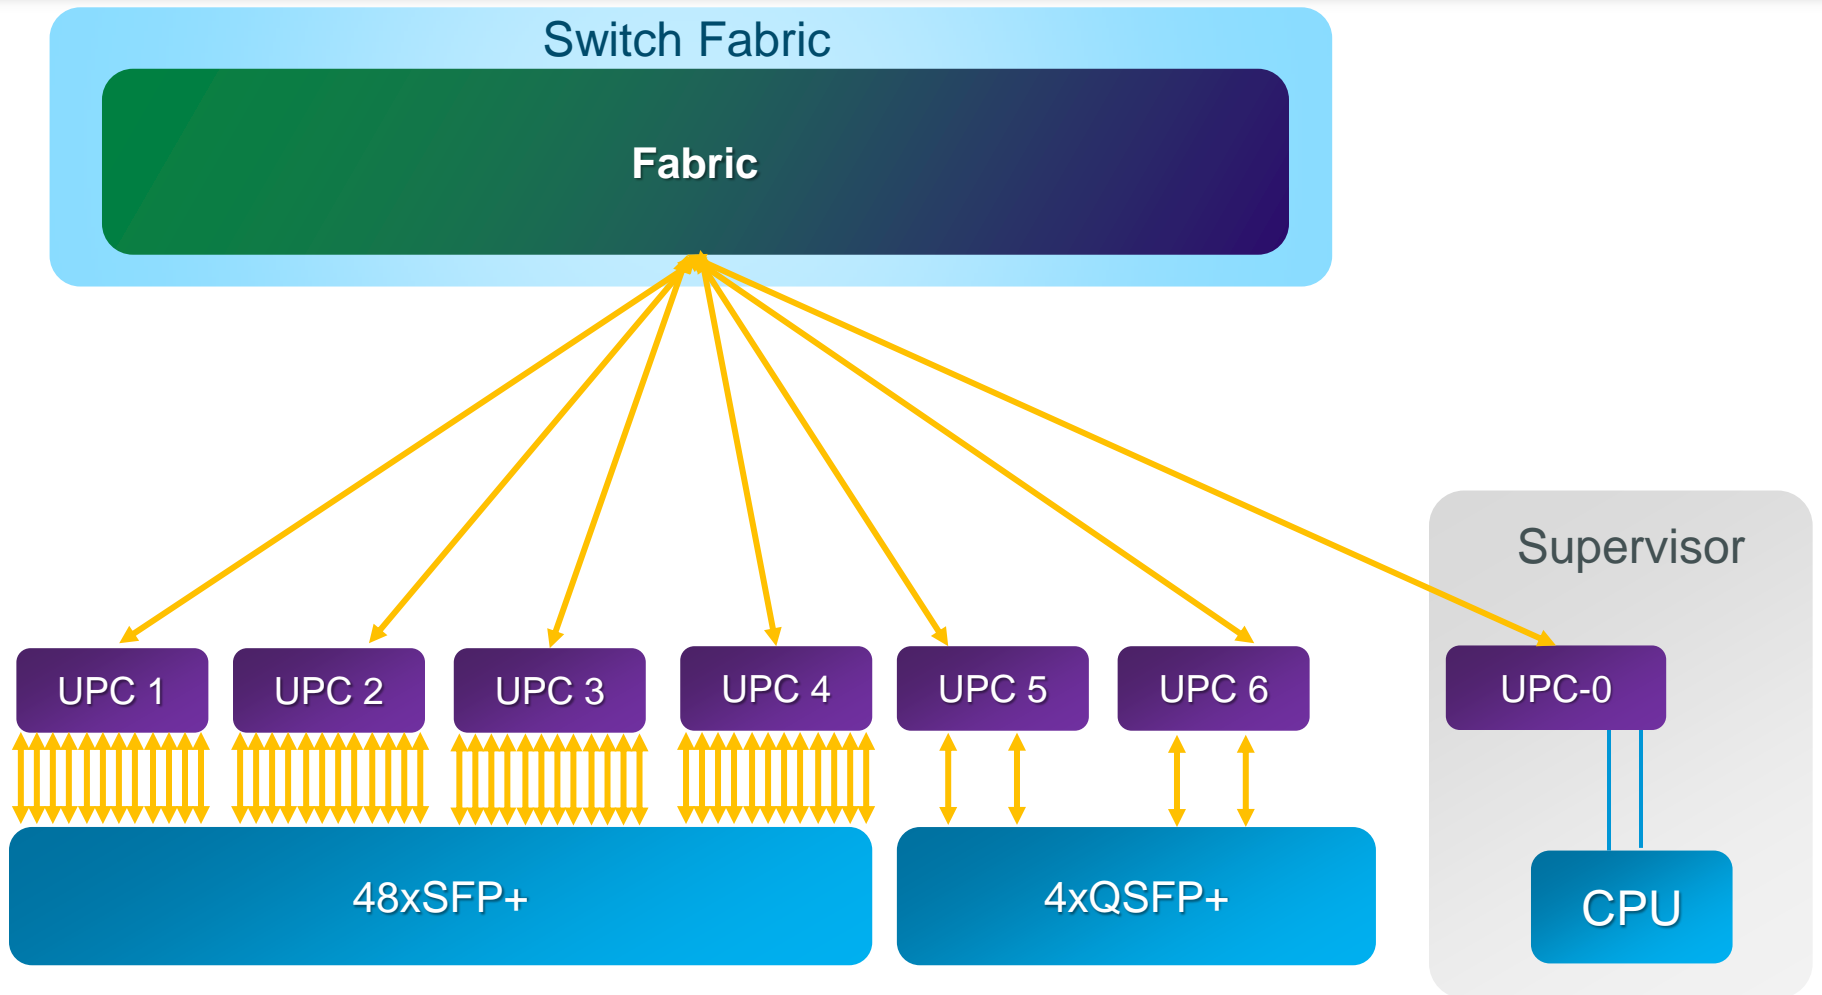 Switch Fabric
Fabric
Supervisor
UPC 1
UPC 2
UPC 3
UPC 4
UPC 5
UPC 6
UPC-0
48xSFP+
4xQSFP+
CPU